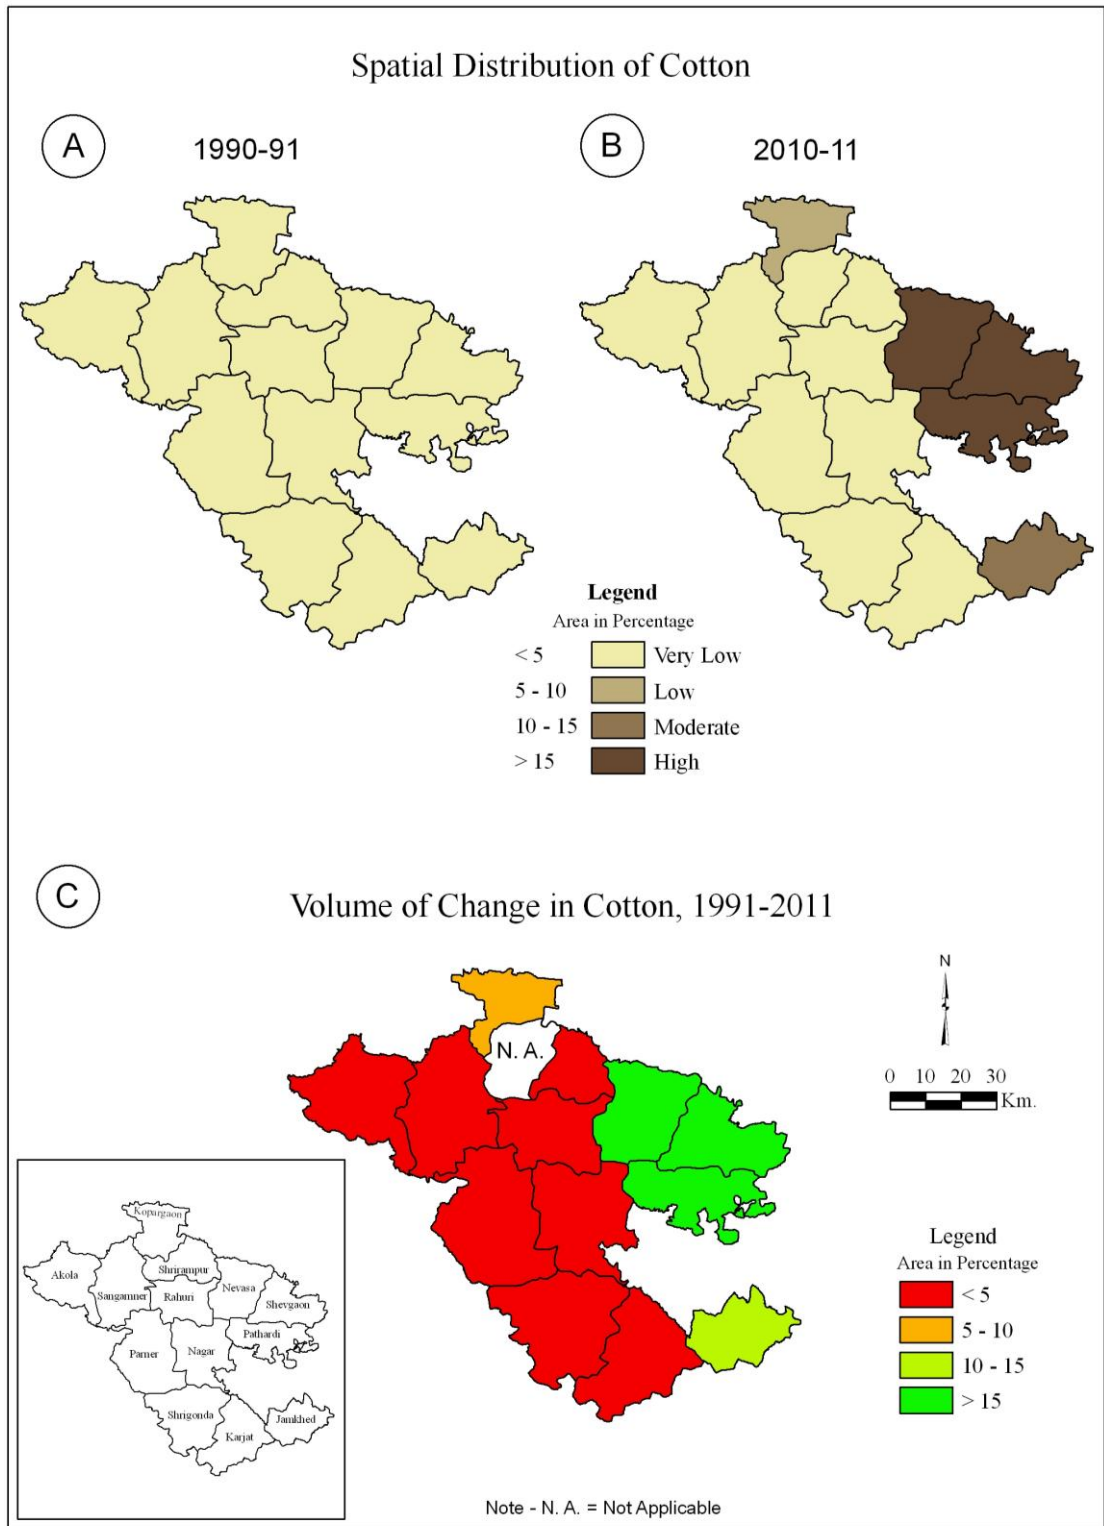 Spatial Distribution of Cotton
A
1990-91
B
2010-11
Legend
Area in Percentage
< 5 Very Low
5 - 10 Low
10 - 15 Moderate
> 15 High
C
Volume of Change in Cotton, 1991-2011
N
N. A.
0 10 20 30
Km.
Kopargaon
Akola
Shrirampur
Sangamner
Rahuri
Nevasa
Shevgaon
Pathardi
Parner
Nagar
Shrigonda
Karjat
Jamkhed
Legend
Area in Percentage
< 5
5 - 10
10 - 15
> 15
Note - N. A. = Not Applicable